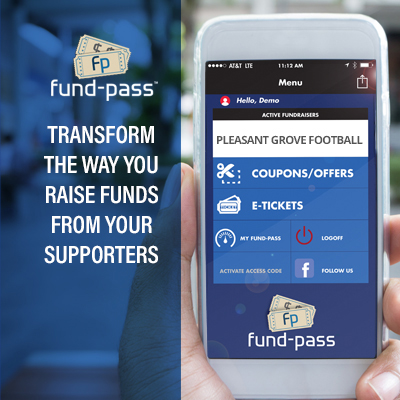 Fp
fund-pass™
TRANSFORM
THE WAY YOU
RAISE FUNDS
FROM YOUR
SUPPORTERS
AT&T LTE
11:12 AM
Menu
Hello, Demo
ACTIVE FUNDRAISERS
PLEASANT GROVE FOOTBALL
COUPONS/OFFERS
TICKET
E-TICKETS
MY FUND-PASS
LOGOFF
ACTIVATE ACCESS CODE
f
FOLLOW US
Fp
fund-pass